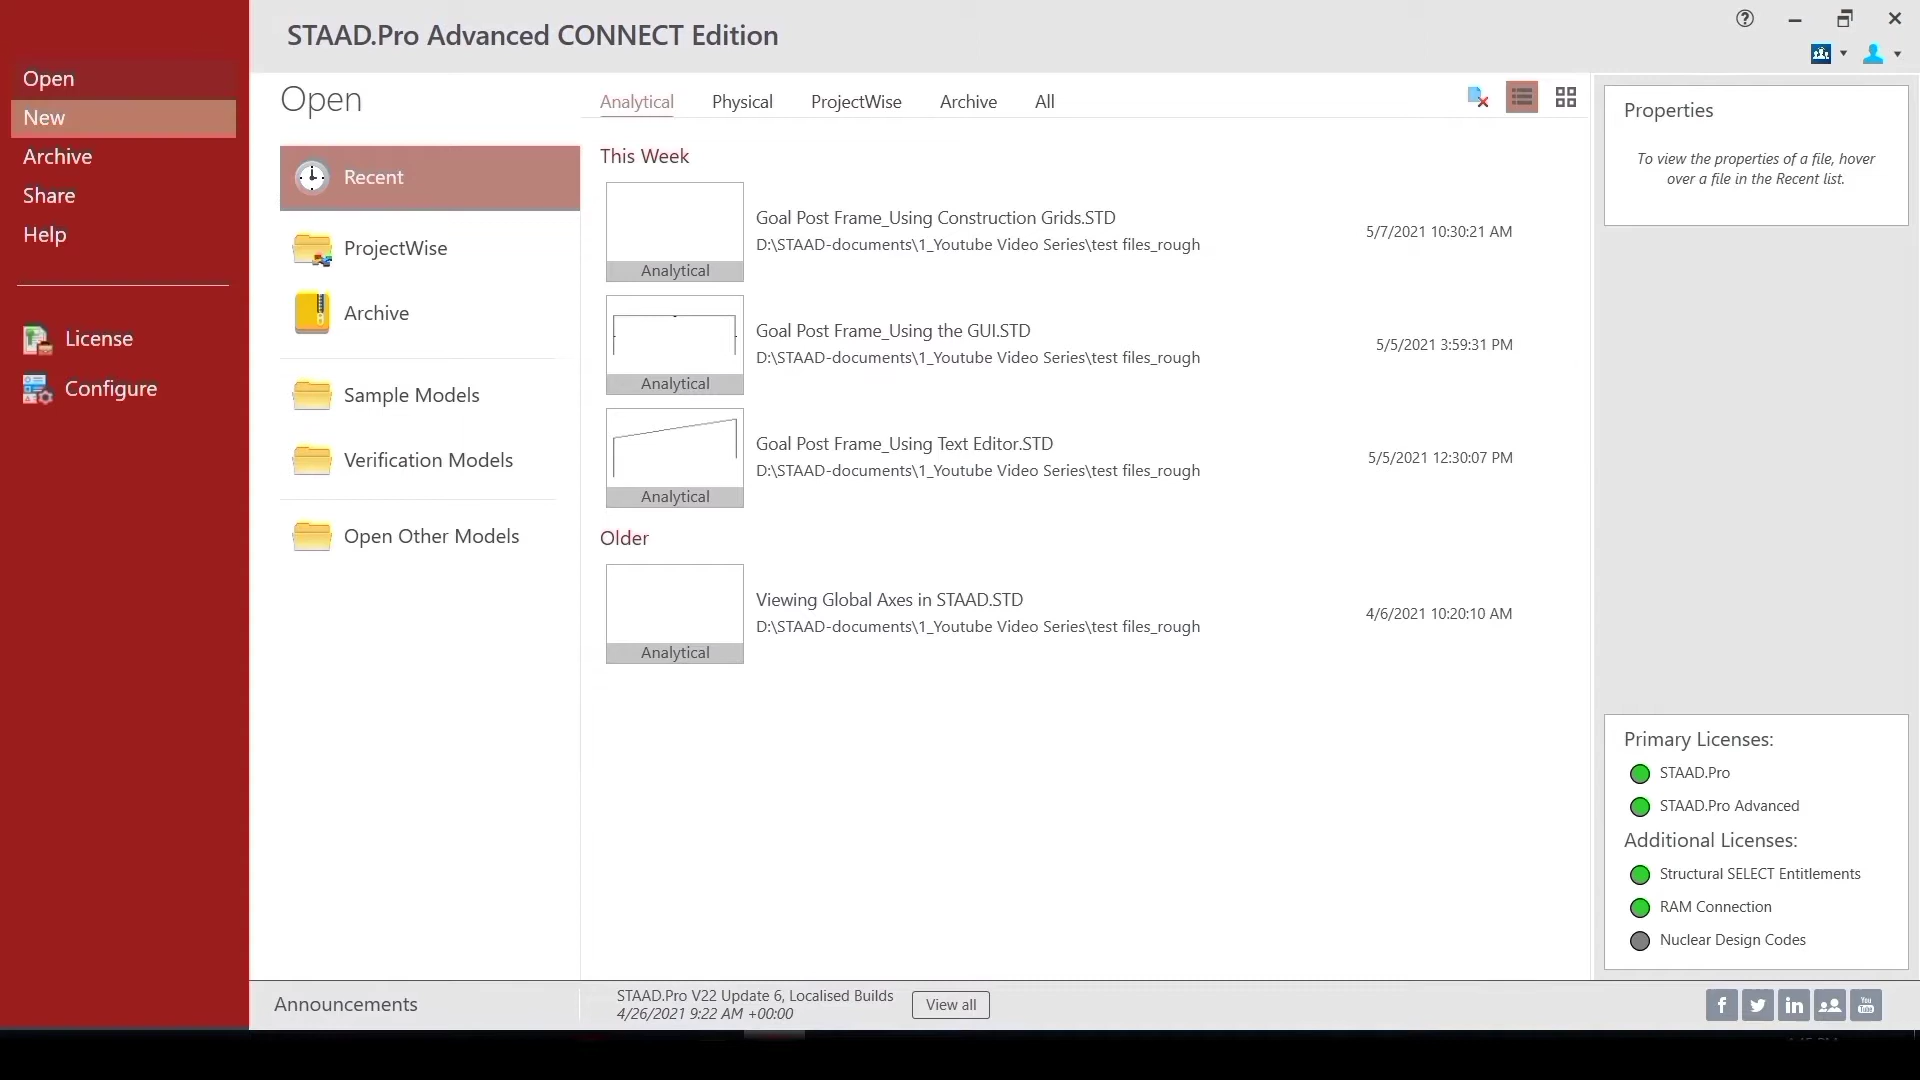 STAAD.Pro Advanced CONNECT Edition
Open
New
Archive
Share
Help
License
Configure
Open
Recent
ProjectWise
Archive
Sample Models
Verification Models
Open Other Models
Analytical Physical ProjectWise Archive All
This Week
Goal Post Frame_Using Construction Grids.STD
D:\STAAD-documents\1_Youtube Video Series\test files_rough
5/7/2021 10:30:21 AM
Analytical
Goal Post Frame_Using the GUI.STD
D:\STAAD-documents\1_Youtube Video Series\test files_rough
5/5/2021 3:59:31 PM
Analytical
Goal Post Frame_Using Text Editor.STD
D:\STAAD-documents\1_Youtube Video Series\test files_rough
5/5/2021 12:30:07 PM
Analytical
Older
Viewing Global Axes in STAAD.STD
D:\STAAD-documents\1_Youtube Video Series\test files_rough
4/6/2021 10:20:10 AM
Analytical
Properties
To view the properties of a file, hover
over a file in the Recent list.
Primary Licenses:
STAAD.Pro
STAAD.Pro Advanced
Additional Licenses:
Structural SELECT Entitlements
RAM Connection
Nuclear Design Codes
Announcements
STAAD.Pro V22 Update 6, Localised Builds
4/26/2021 9:22 AM +00:00
View all
You
Tube